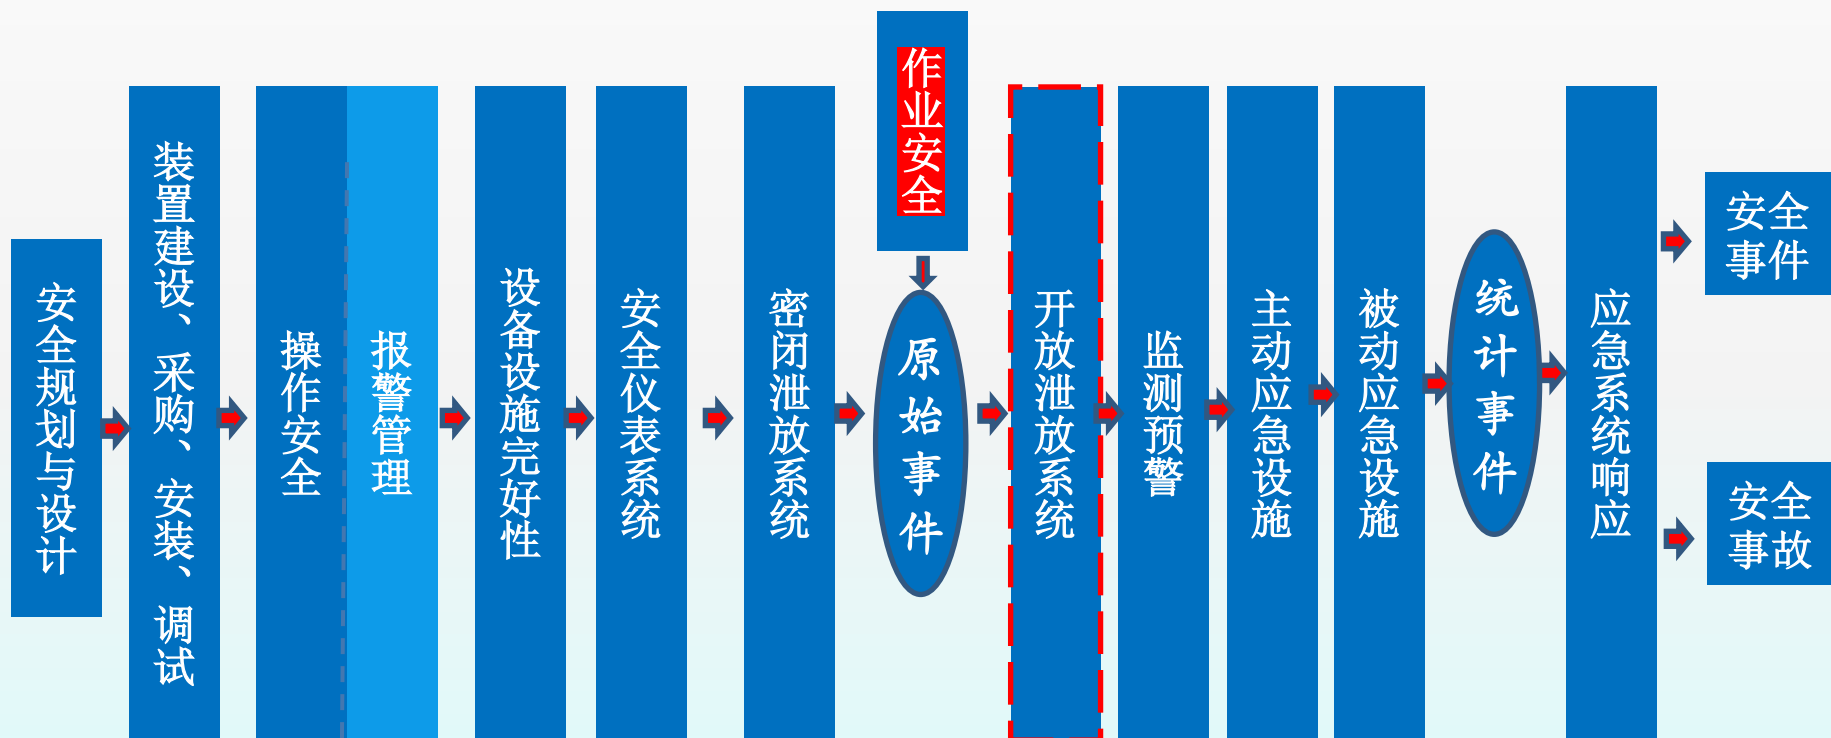 安全规划与设计
装置建设、采购、安装、调试
操作安全
报警管理
设备设施完好性
安全仪表系统
密闭泄放系统
作业安全
原始事件
开放泄放系统
监测预警
主动应急设施
被动应急设施
统计事件
应急系统响应
安全
事件
安全
事故